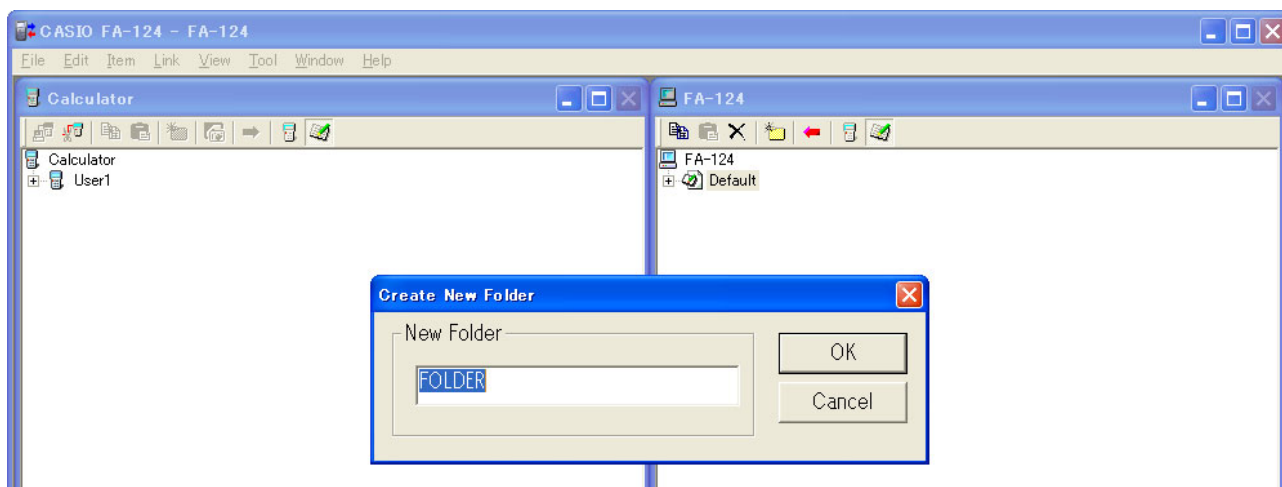 CASIO FA-124 - FA-124
File Edit Item Link View Tool Window Help
Calculator
Calculator
User1
FA-124
FA-124
Default
Create New Folder
New Folder
FOLDER
OK
Cancel